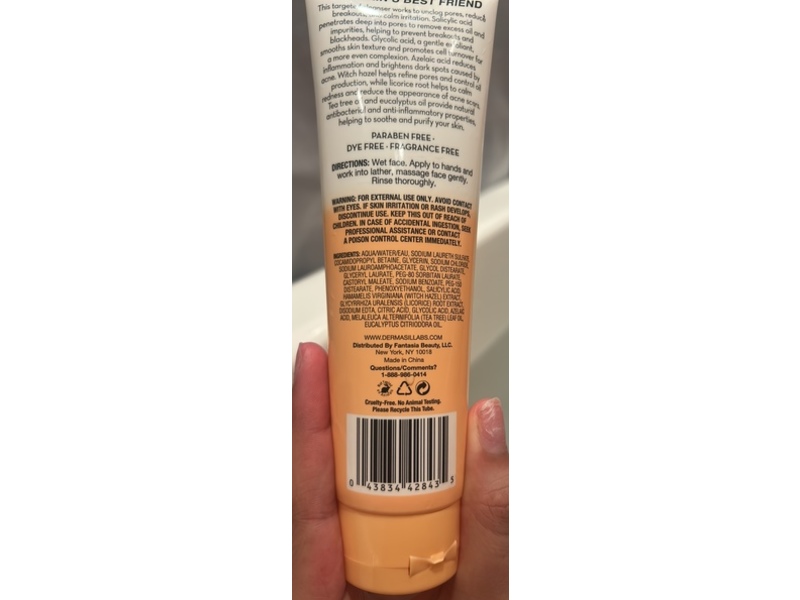 'S BEST FRIEND
This targeted cleanser works to unclog pores, reduce
breakouts, and calm irritation. Salicylic acid
penetrates deep into pores to remove excess oil and
impurities, helping to prevent breakouts and
blackheads. Glycolic acid, a gentle exfoliant,
smooths skin texture and promotes cell turnover for
a more even complexion. Azelaic acid reduces
inflammation and brightens dark spots caused by
acne. Witch hazel helps refine pores and control oil
production, while licorice root helps to calm
redness and reduce the appearance of acne scars.
Tea tree oil and eucalyptus oil provide natural
antibacterial and anti-inflammatory properties,
helping to soothe and purify your skin.
PARABEN FREE •
DYE FREE • FRAGRANCE FREE
DIRECTIONS: Wet face. Apply to hands and
work into lather, massage face gently.
Rinse thoroughly.
WARNING: FOR EXTERNAL USE ONLY. AVOID CONTACT
WITH EYES. IF SKIN IRRITATION OR RASH DEVELOPS,
DISCONTINUE USE. KEEP THIS OUT OF REACH OF
CHILDREN. IN CASE OF ACCIDENTAL INGESTION, SEEK
PROFESSIONAL ASSISTANCE OR CONTACT
A POISON CONTROL CENTER IMMEDIATELY.
INGREDIENTS: AQUA/WATER/EAU, SODIUM LAURETH SULFATE,
COCAMIDOPROPYL BETAINE, GLYCERIN, SODIUM CHLORIDE,
SODIUM LAUROAMPHOACETATE, GLYCOL DISTEARATE,
GLYCERYL LAURATE, PEG-80 SORBITAN LAURATE,
CASTORYL MALEATE, SODIUM BENZOATE, PEG-150
DISTEARATE, PHENOXYETHANOL, SALICYLIC ACID,
HAMAMELIS VIRGINIANA (WITCH HAZEL) EXTRACT,
GLYCYRRHIZA URALENSIS (LICORICE) ROOT EXTRACT,
DISODIUM EDTA, CITRIC ACID, GLYCOLIC ACID, AZELAIC
ACID, MELALEUCA ALTERNIFOLIA (TEA TREE) LEAF OIL,
EUCALYPTUS CITRIODORA OIL.
WWW.DERMASILLABS.COM
Distributed By Fantasia Beauty, LLC.
New York, NY 10018
Made in China
Questions/Comments?
1-888-986-0414
Cruelty-Free. No Animal Testing.
Please Recycle This Tube.
0 43834 42843 5